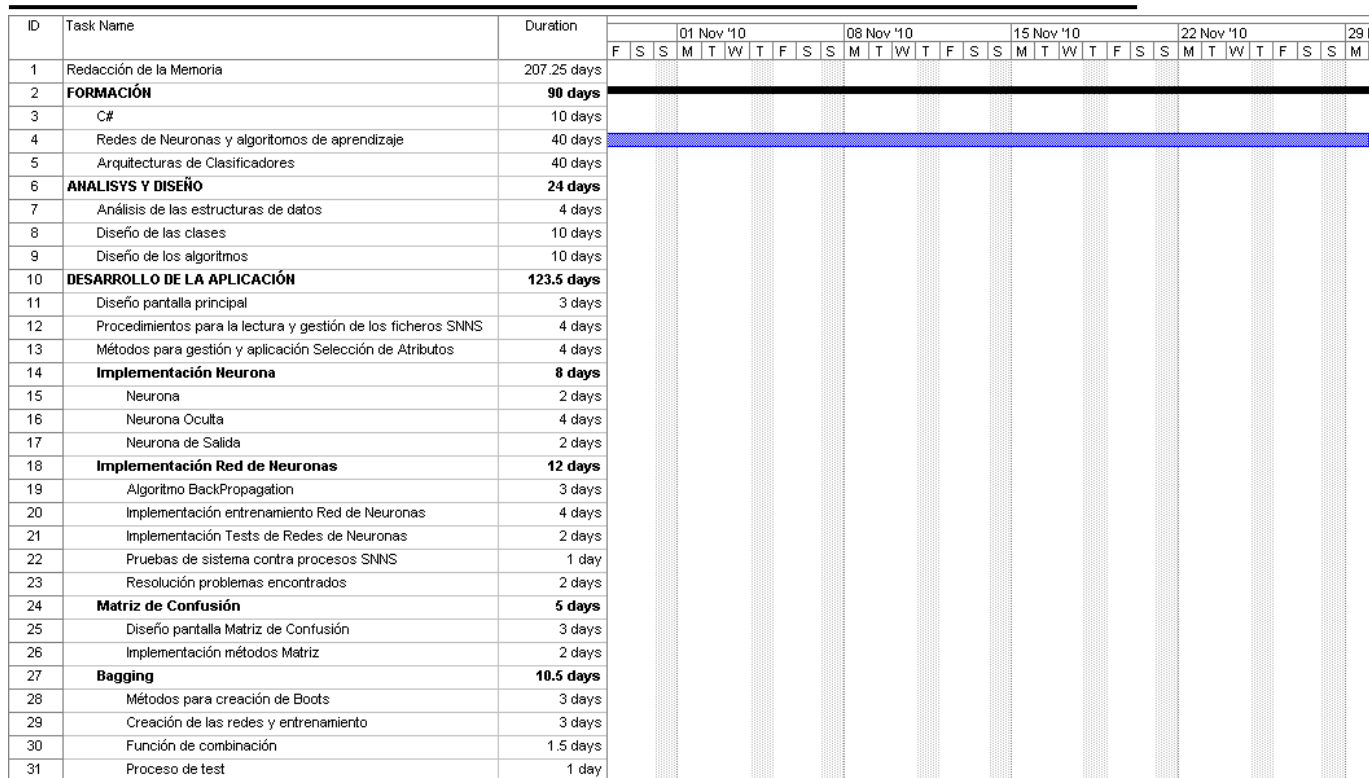 ID Task Name Duration 01 Nov '10 08 Nov '10 15 Nov '10 22 Nov '10 29
F S S M T W T F S S M T W T F S S M T W T F S S M T W T F S S M
1 Redacción de la Memoria 207.25 days
2 FORMACIÓN 90 days
3 C# 10 days
4 Redes de Neuronas y algoritomos de aprendizaje 40 days
5 Arquitecturas de Clasificadores 40 days
6 ANALISYS Y DISEÑO 24 days
7 Análisis de las estructuras de datos 4 days
8 Diseño de las clases 10 days
9 Diseño de los algoritmos 10 days
10 DESARROLLO DE LA APLICACIÓN 123.5 days
11 Diseño pantalla principal 3 days
12 Procedimientos para la lectura y gestión de los ficheros SNNS 4 days
13 Métodos para gestión y aplicación Selección de Atributos 4 days
14 Implementación Neurona 8 days
15 Neurona 2 days
16 Neurona Oculta 4 days
17 Neurona de Salida 2 days
18 Implementación Red de Neuronas 12 days
19 Algoritmo BackPropagation 3 days
20 Implementación entrenamiento Red de Neuronas 4 days
21 Implementación Tests de Redes de Neuronas 2 days
22 Pruebas de sistema contra procesos SNNS 1 day
23 Resolución problemas encontrados 2 days
24 Matriz de Confusión 5 days
25 Diseño pantalla Matriz de Confusión 3 days
26 Implementación métodos Matriz 2 days
27 Bagging 10.5 days
28 Métodos para creación de Boots 3 days
29 Creación de las redes y entrenamiento 3 days
30 Función de combinación 1.5 days
31 Proceso de test 1 day